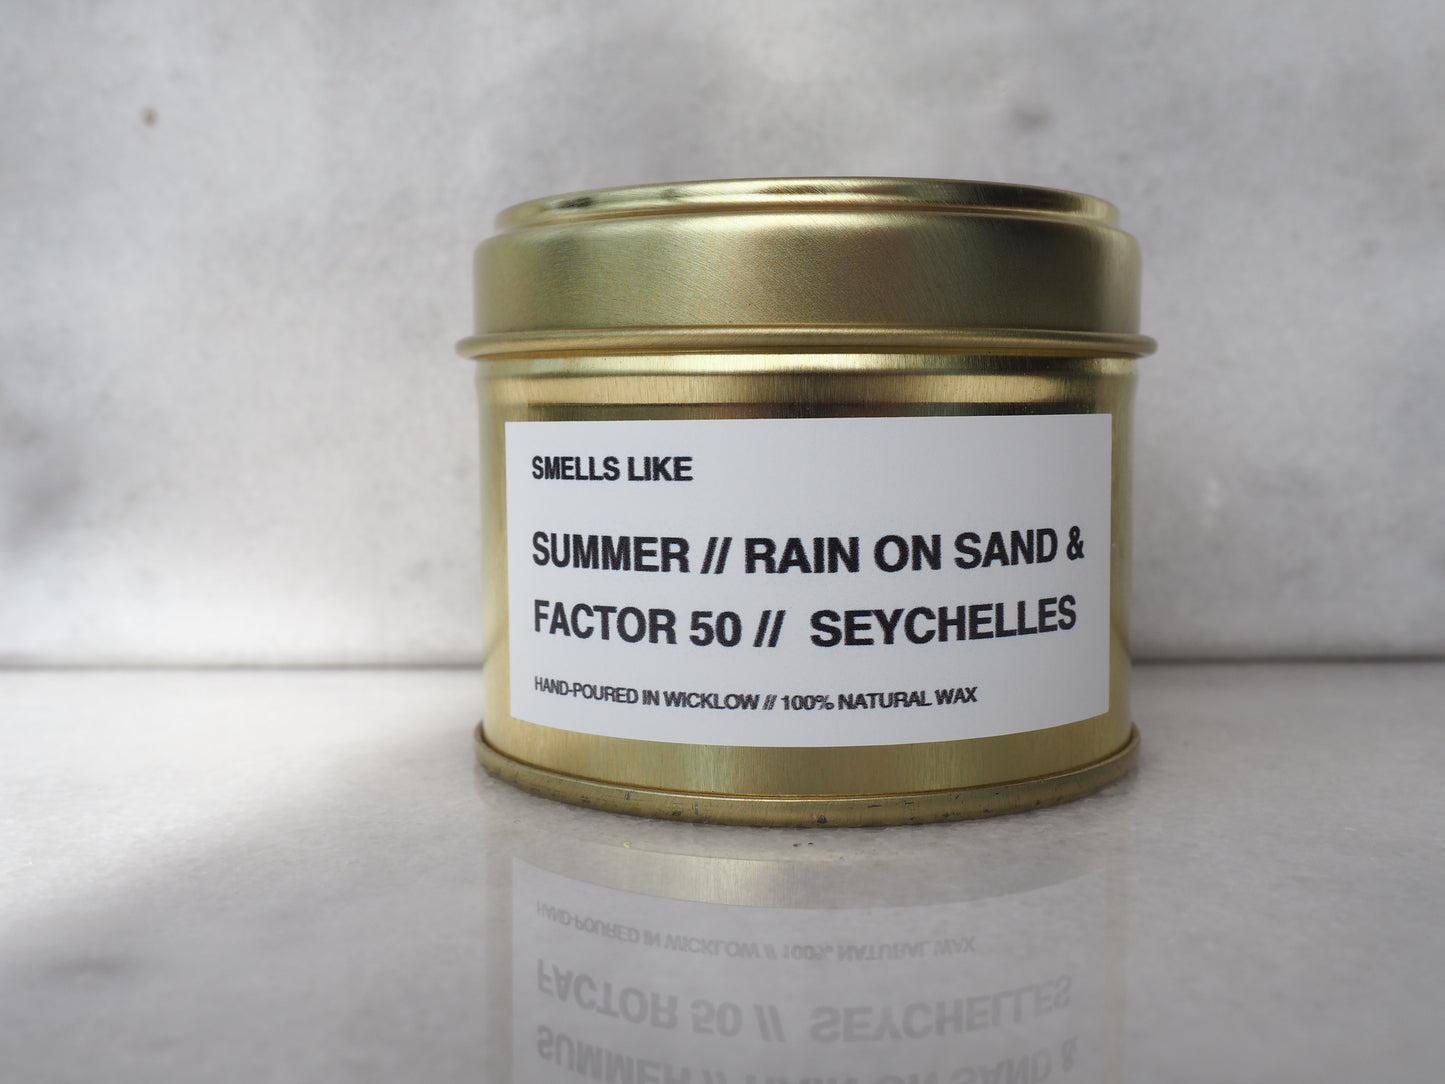 SMELLS LIKE
SUMMER // RAIN ON SAND &
FACTOR 50 // SEYCHELLES
HAND-POURED IN WICKLOW // 100% NATURAL WAX